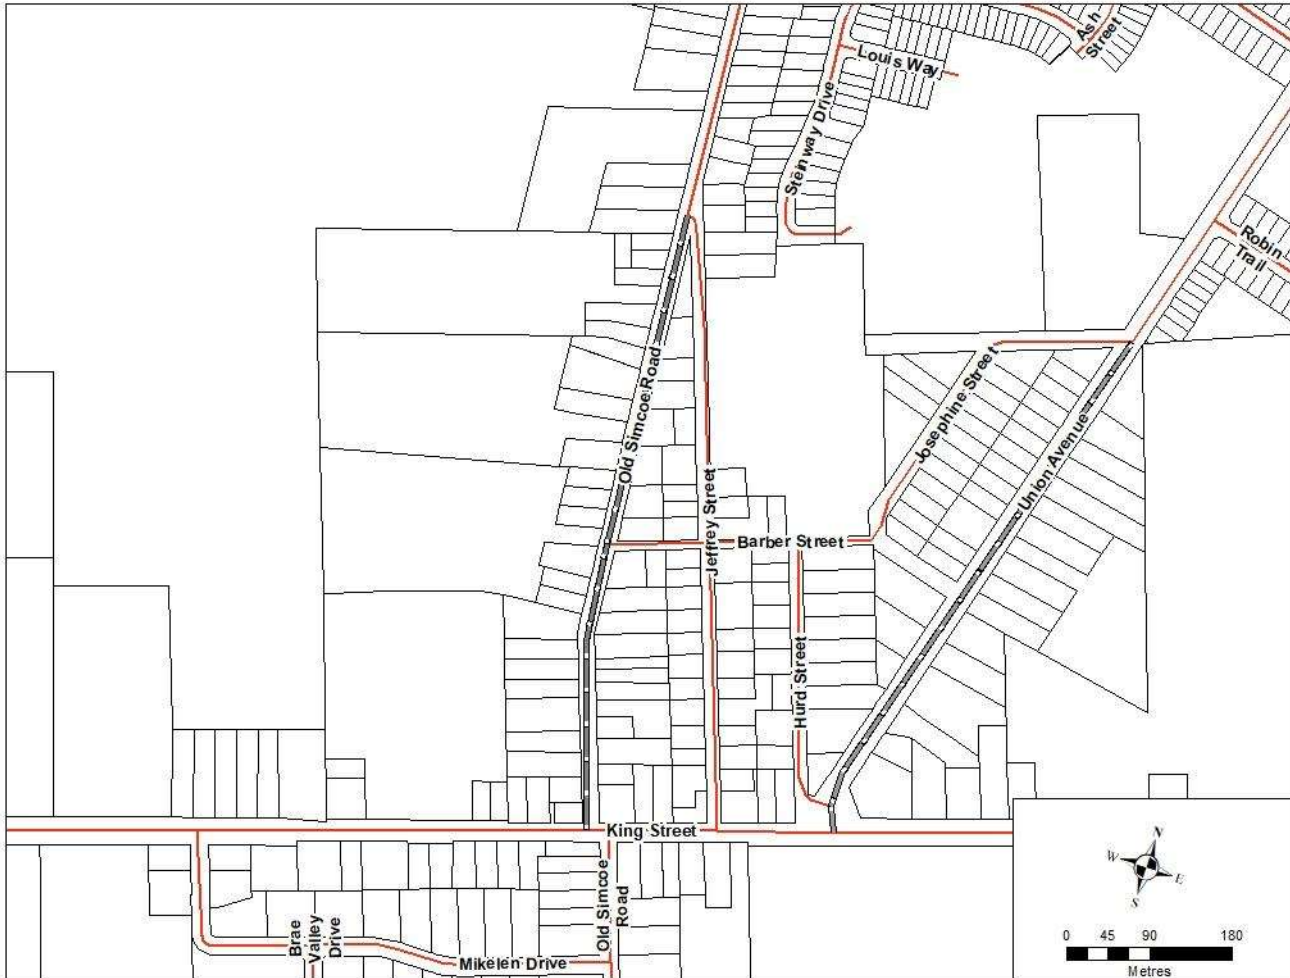 Ash
Street
Louis Way
Steinway Drive
Robin
Trail
Old Simcoe Road
Josephine Street
Union Avenue
Jeffrey Street
Barber Street
Hurd Street
King Street
Old Simcoe
Road
Brae
Valley
Drive
Mikelen Drive
N
W
E
S
0 45 90 180
Metres